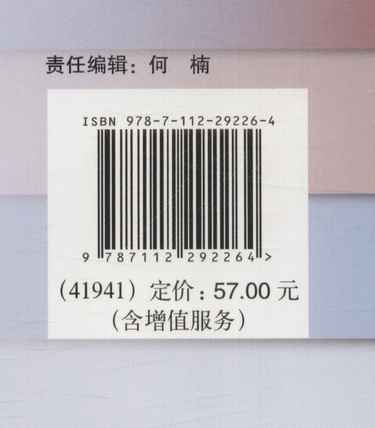 责任编辑：何 楠
ISBN 978-7-112-29226-4
9 787112 292264 >
（41941）定价：57.00 元
（含增值服务）